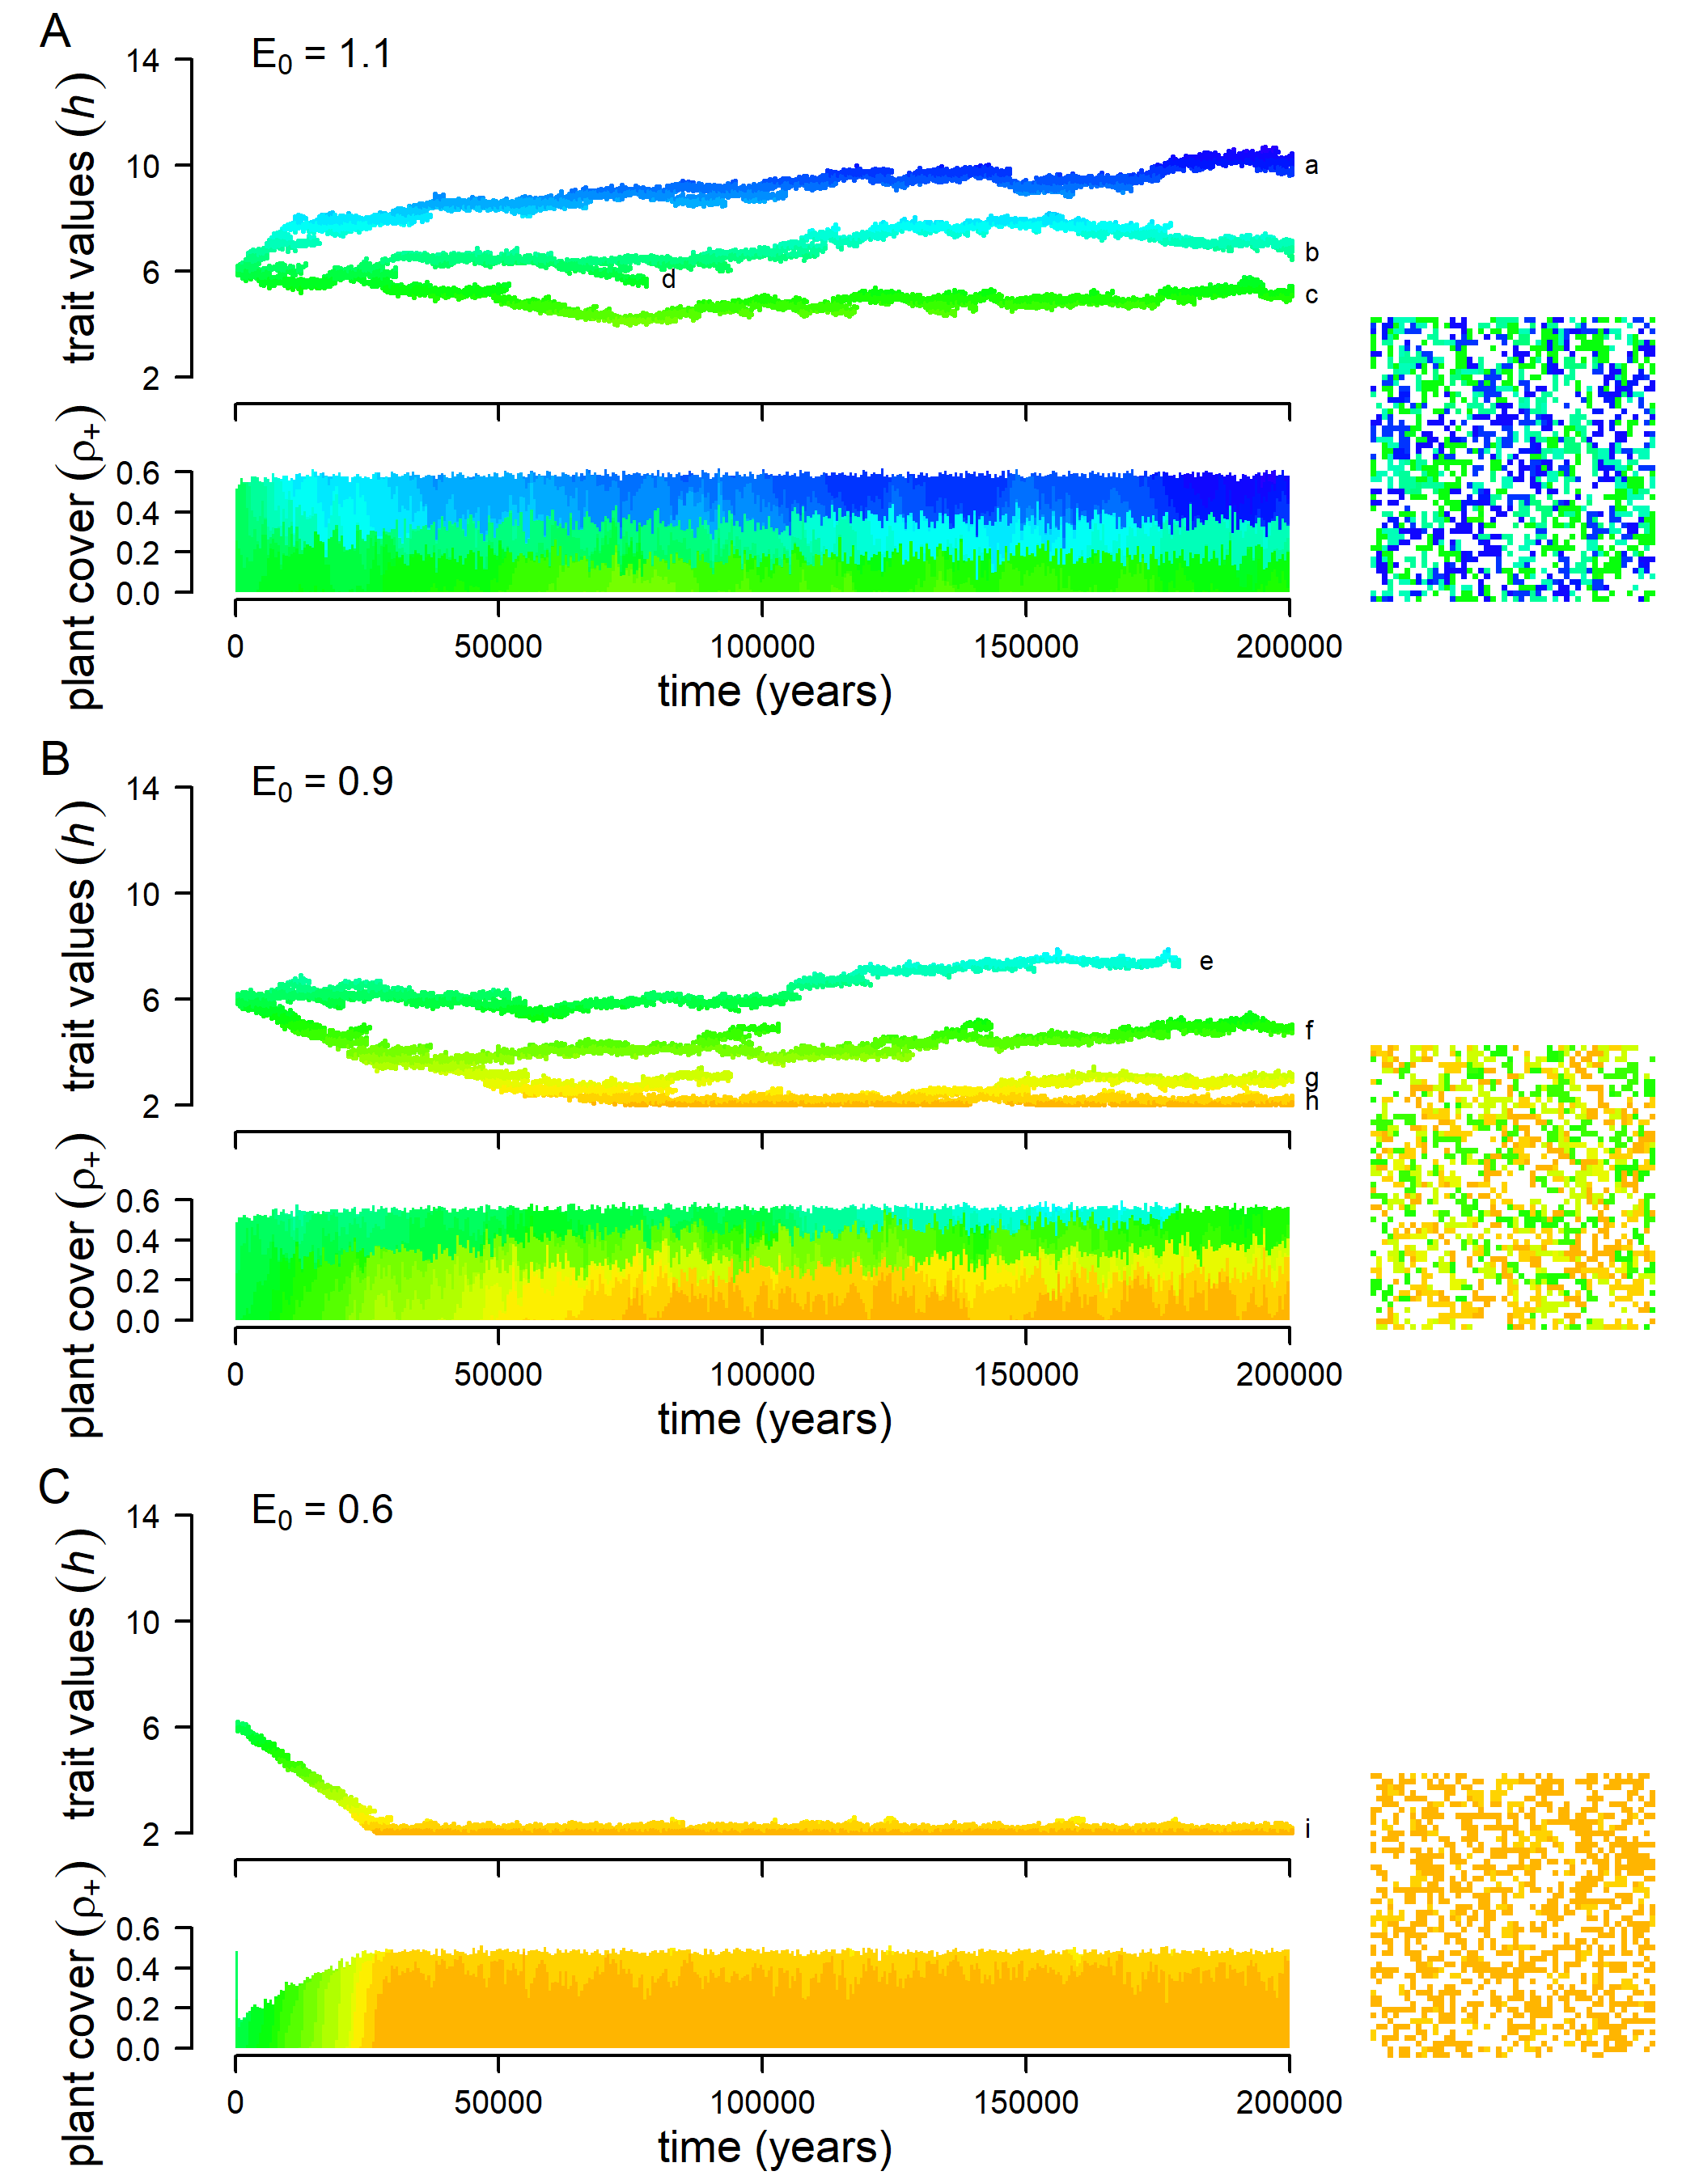 A
E₀ = 1.1
trait values (h)
14
10
6
2
a
b
d
c
plant cover (ρ₊)
0.6
0.4
0.2
0.0
0 50000 100000 150000 200000
time (years)
B
E₀ = 0.9
trait values (h)
14
10
6
2
e
f
g
h
plant cover (ρ₊)
0.6
0.4
0.2
0.0
0 50000 100000 150000 200000
time (years)
C
E₀ = 0.6
trait values (h)
14
10
6
2
i
plant cover (ρ₊)
0.6
0.4
0.2
0.0
0 50000 100000 150000 200000
time (years)